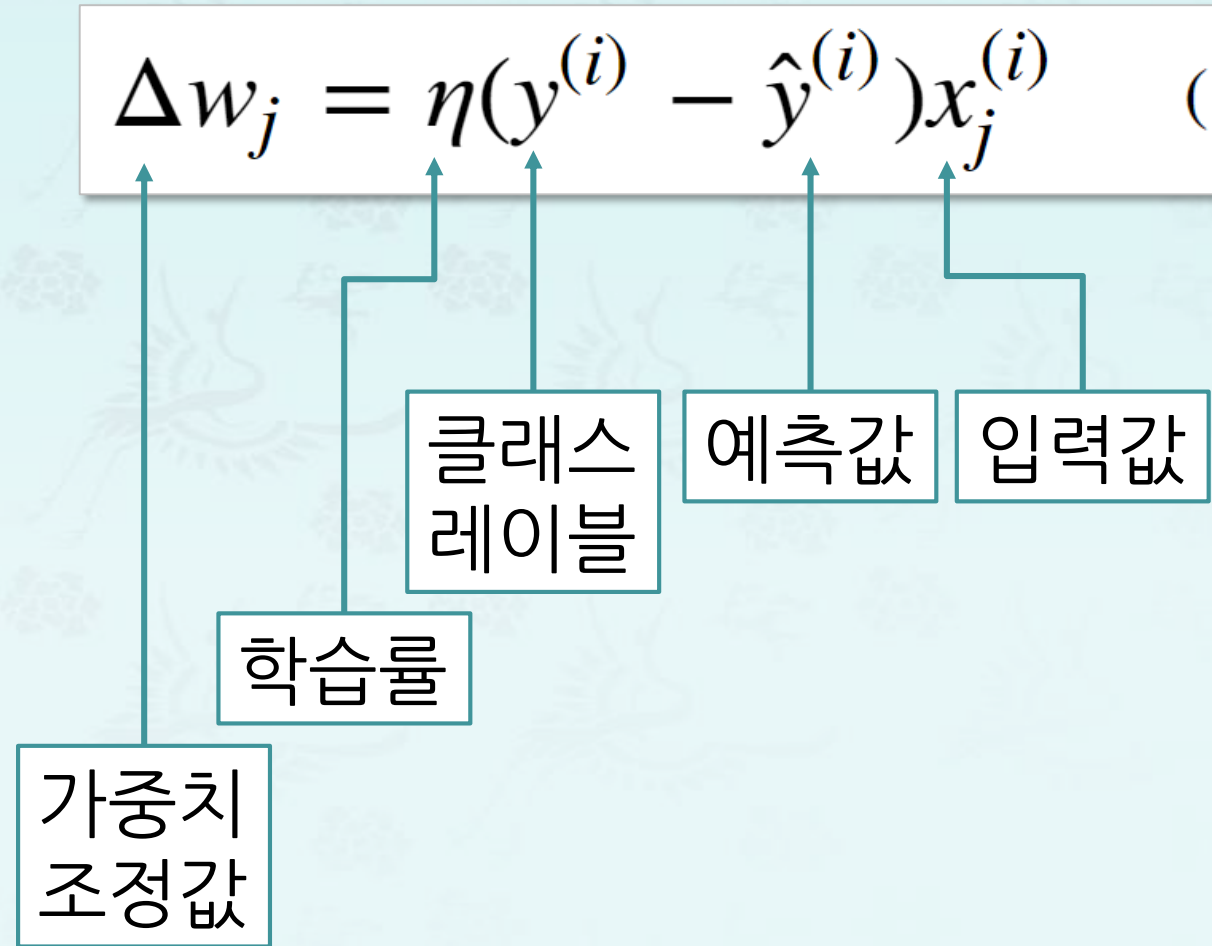 Δw_j = η(y^(i) − ŷ^(i))x_j^(i) (
클래스
레이블
예측값
입력값
학습률
가중치
조정값